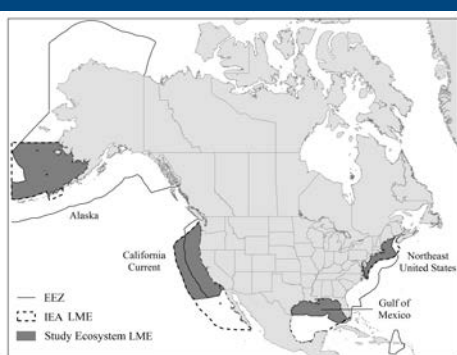 Alaska
California
Current
Northeast
United States
Gulf of
Mexico
EEZ
IEA LME
Study Ecosystem LME